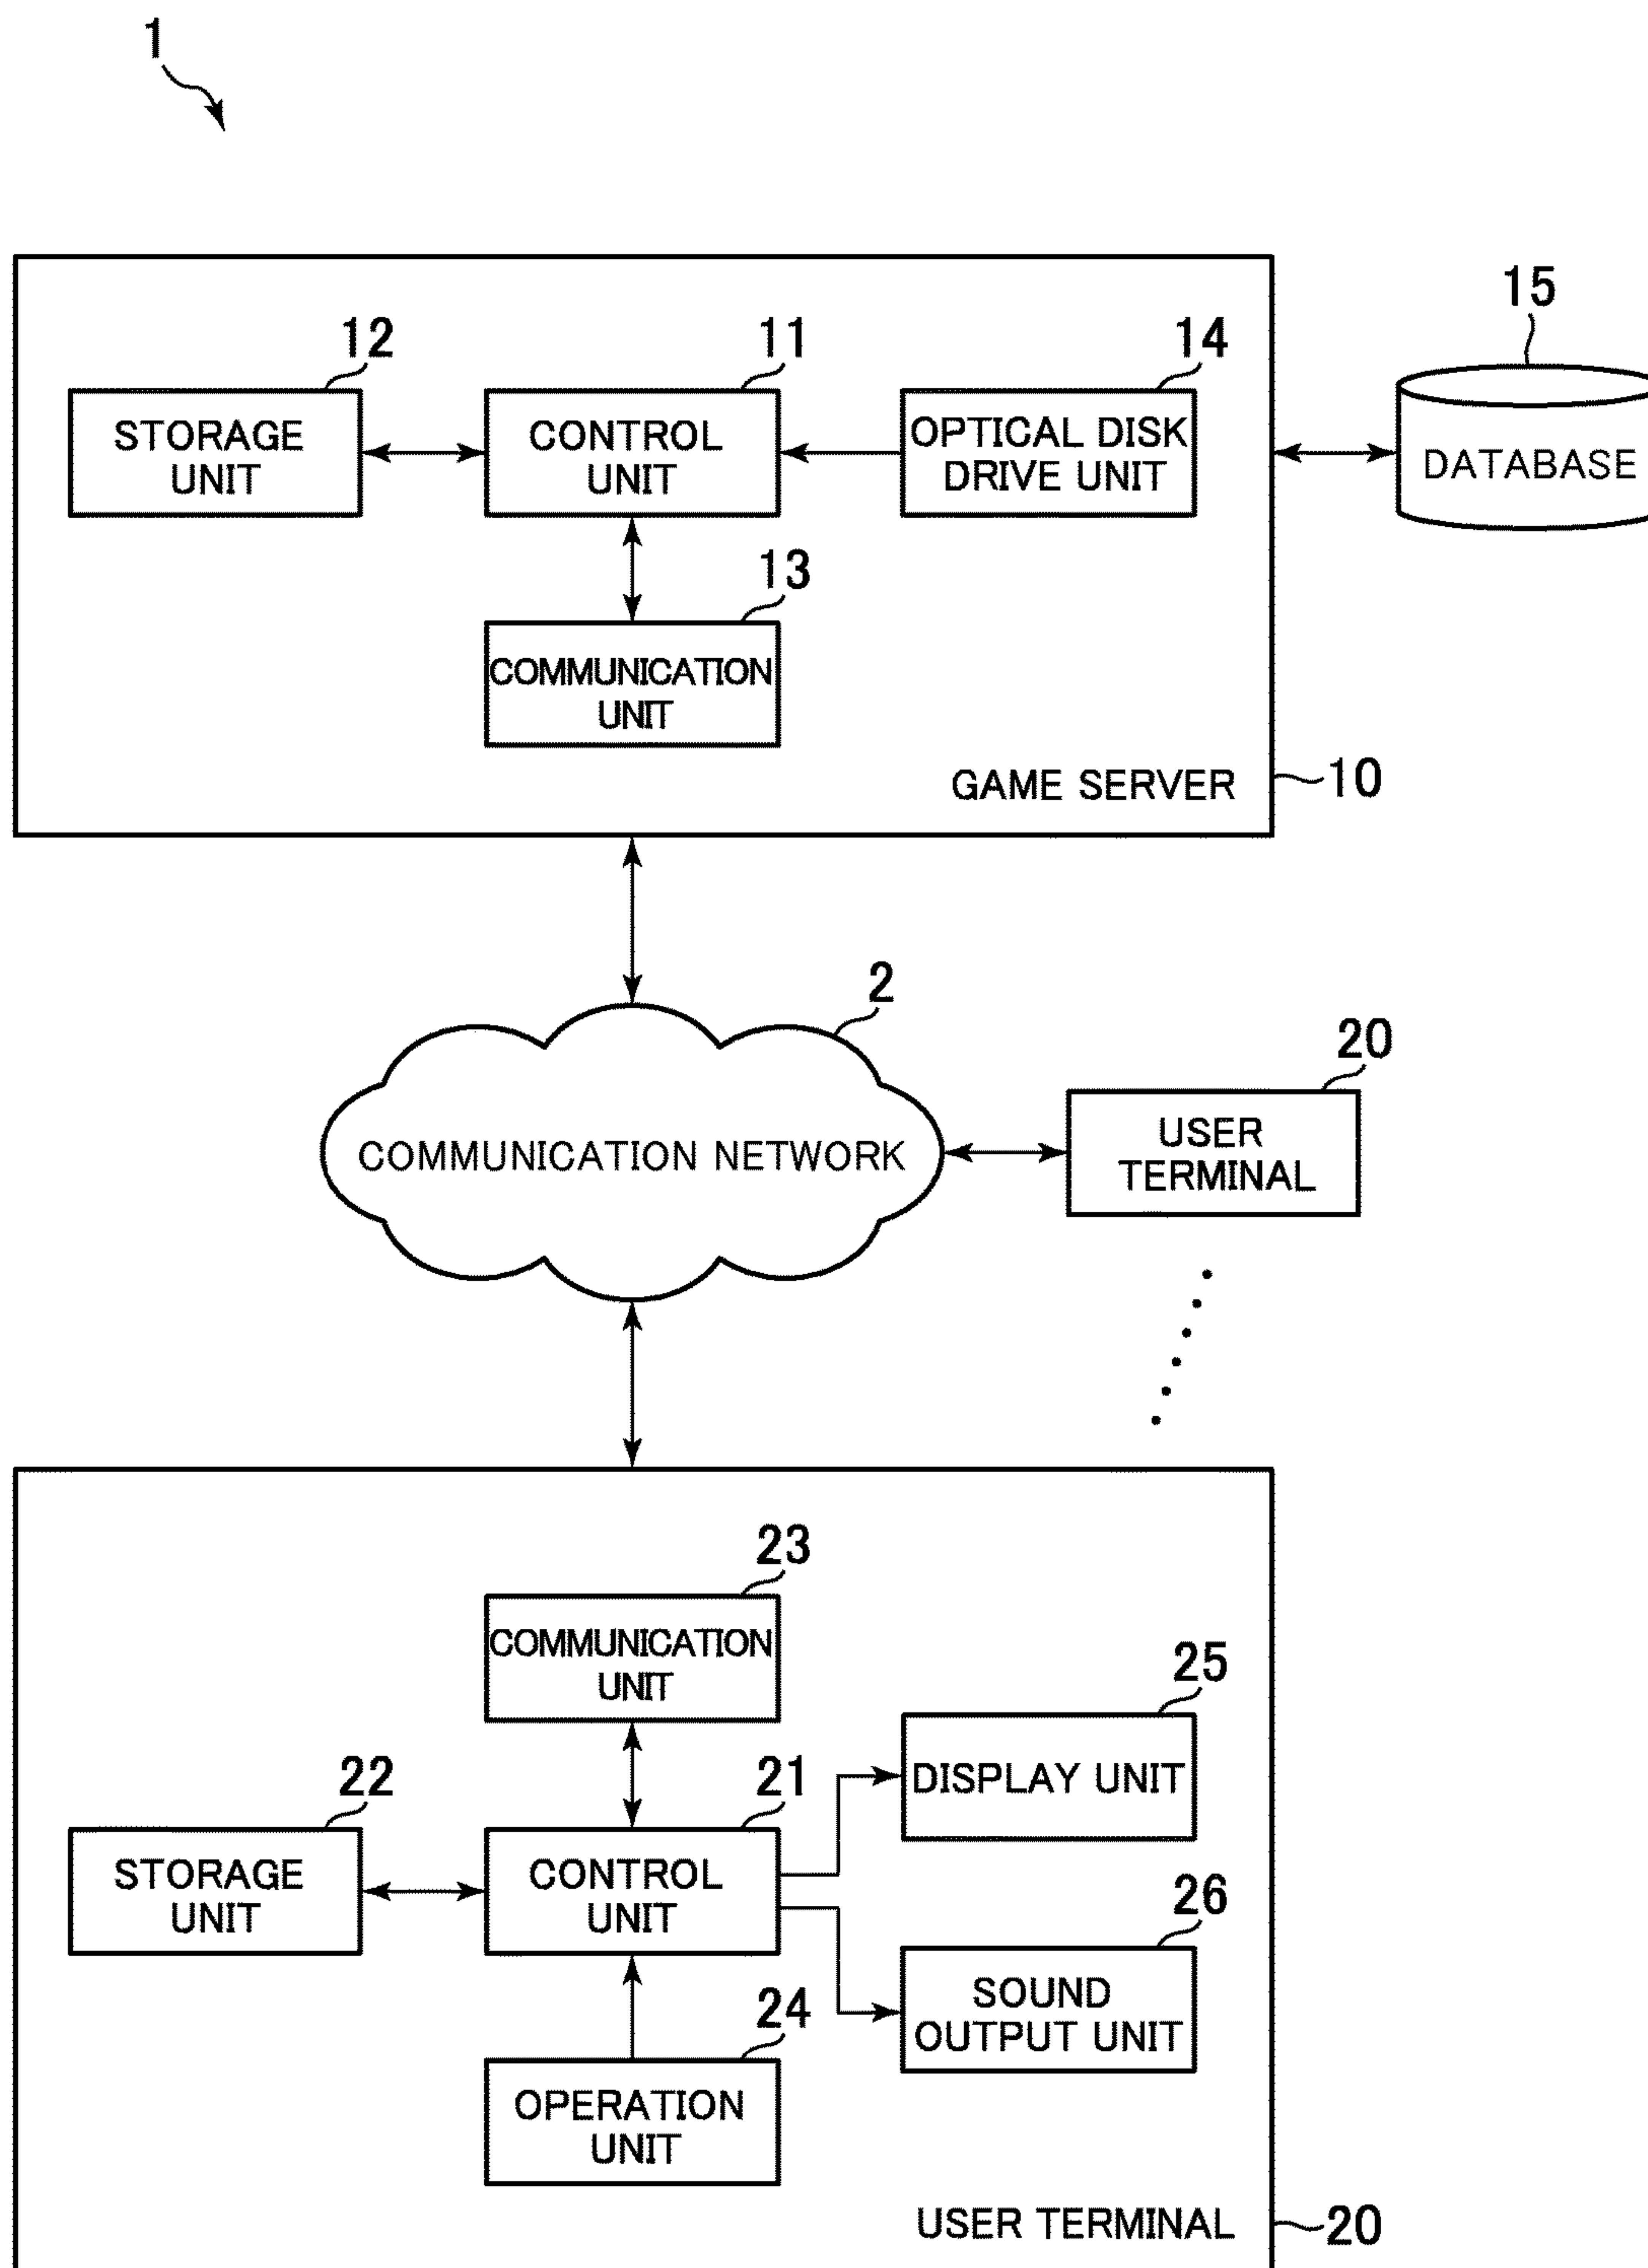 1
15
12
11
14
STORAGE
UNIT
CONTROL
UNIT
OPTICAL DISK
DRIVE UNIT
DATABASE
13
COMMUNICATION
UNIT
GAME SERVER
10
2
COMMUNICATION NETWORK
20
USER
TERMINAL
23
COMMUNICATION
UNIT
25
DISPLAY UNIT
22
21
STORAGE
UNIT
CONTROL
UNIT
26
SOUND
OUTPUT UNIT
24
OPERATION
UNIT
USER TERMINAL
20